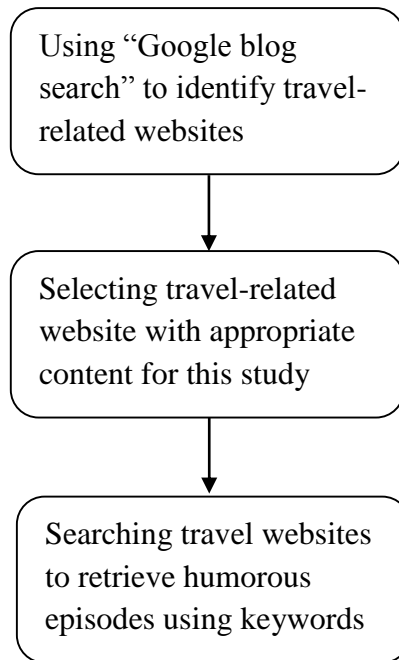 Using “Google blog
search” to identify travel-
related websites
Selecting travel-related
website with appropriate
content for this study
Searching travel websites
to retrieve humorous
episodes using keywords